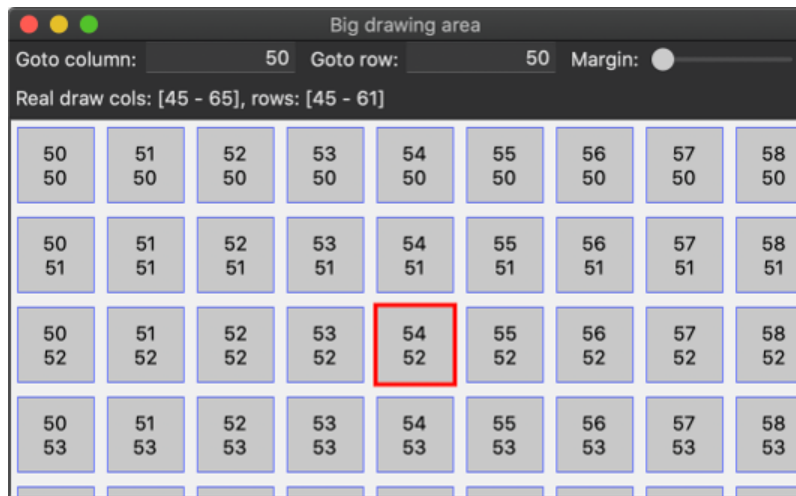 Big drawing area
Goto column: 50 Goto row: 50 Margin:
Real draw cols: [45 - 65], rows: [45 - 61]
50 51 52 53 54 55 56 57 58
50 50 50 50 50 50 50 50 50
50 51 52 53 54 55 56 57 58
51 51 51 51 51 51 51 51 51
50 51 52 53 54 55 56 57 58
52 52 52 52 52 52 52 52 52
50 51 52 53 54 55 56 57 58
53 53 53 53 53 53 53 53 53